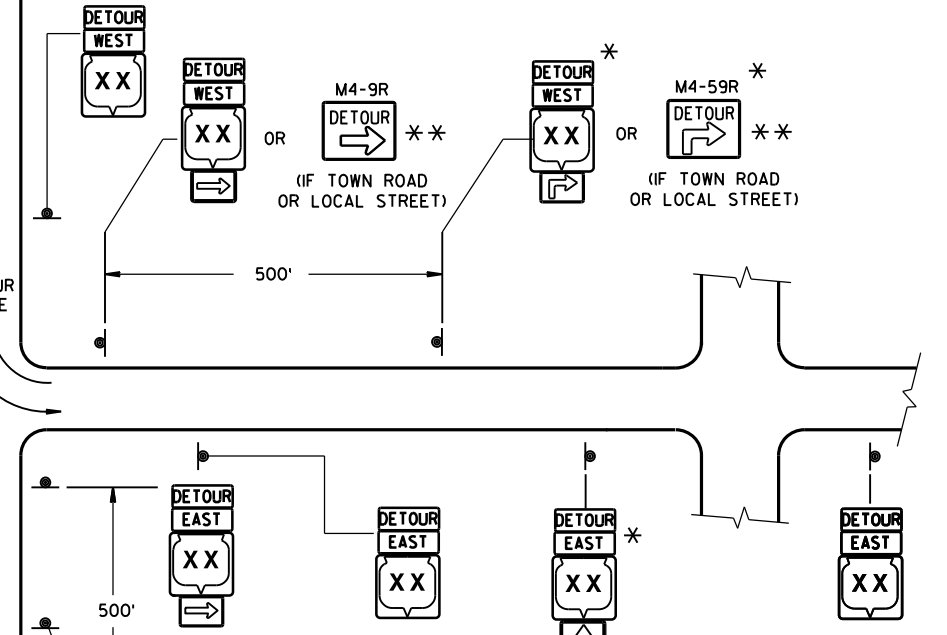 DETOUR
WEST
XX
DETOUR
WEST
XX
OR
M4-9R
DETOUR
**
(IF TOWN ROAD
OR LOCAL STREET)
DETOUR
*
WEST
XX
OR
M4-59R
*
DETOUR
**
(IF TOWN ROAD
OR LOCAL STREET)
500'
UR
E
DETOUR
EAST
XX
500'
DETOUR
EAST
XX
DETOUR
EAST
*
XX
DETOUR
EAST
XX